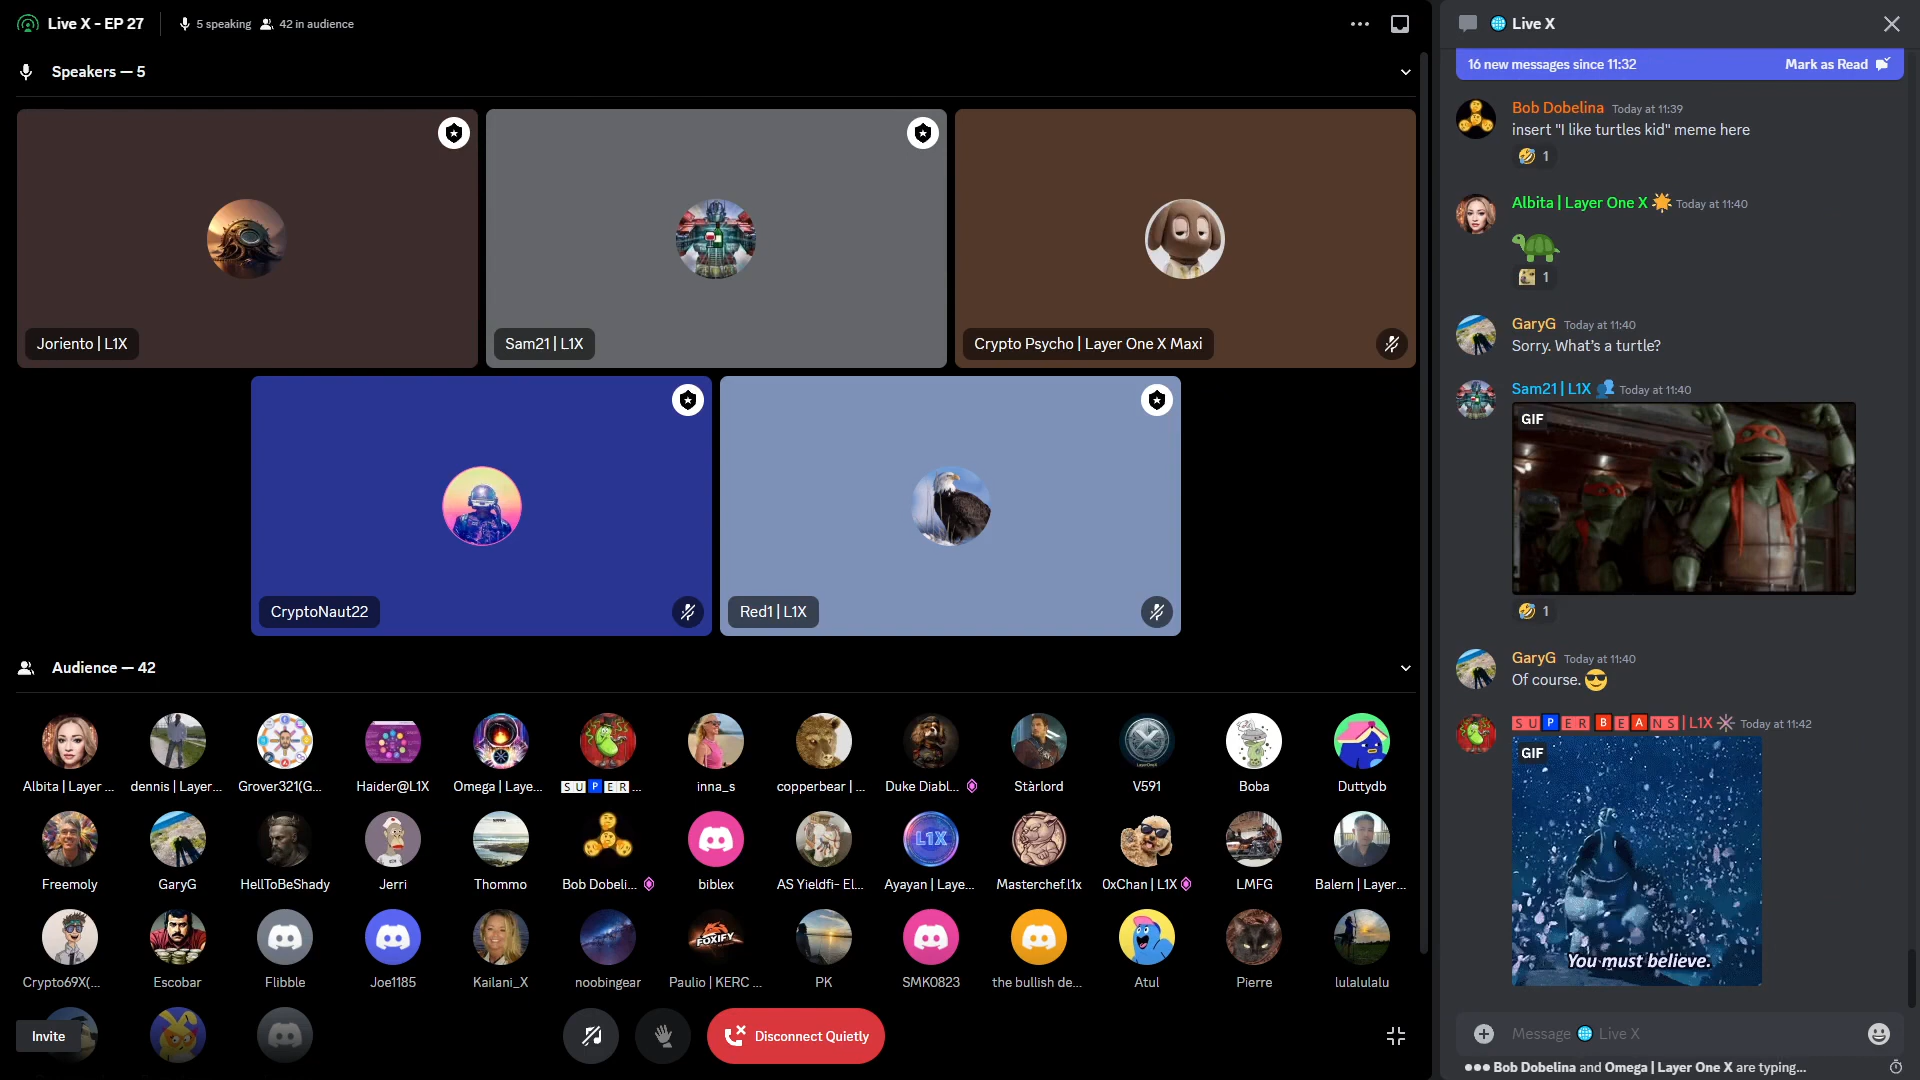 Live X - EP 27
5 speaking
42 in audience
Speakers — 5
Joriento | L1X
Sam21 | L1X
Crypto Psycho | Layer One X Maxi
CryptoNaut22
Red1 | L1X
Audience — 42
Albita | Layer ...
dennis | Layer...
Grover321(G...
Haider@L1X
Omega | Laye...
SUPER ...
inna_s
copperbear | ...
Duke Diabl...
Stàrlord
V591
Boba
Duttydb
L1X
Freemoly
GaryG
HellToBeShady
Jerri
Thommo
Bob Dobeli...
biblex
AS Yieldfi- El...
Ayayan | Laye...
Masterchef.l1x
0xChan | L1X
LMFG
Balern | Layer...
FOXIFY
Crypto69X(...
Escobar
Flibble
Joe1185
Kailani_X
noobingear
Paulio | KERC ...
PK
SMK0823
the bullish de...
Atul
Pierre
lulalulalu
Invite
Disconnect Quietly
Live X
16 new messages since 11:32
Mark as Read
Bob Dobelina Today at 11:39
insert "I like turtles kid" meme here
1
Albita | Layer One X Today at 11:40
1
GaryG Today at 11:40
Sorry. What's a turtle?
Sam21 | L1X Today at 11:40
GIF
1
GaryG Today at 11:40
Of course.
SUPER BEANS | L1X Today at 11:42
GIF
You must believe.
Message Live X
Bob Dobelina and Omega | Layer One X are typing...